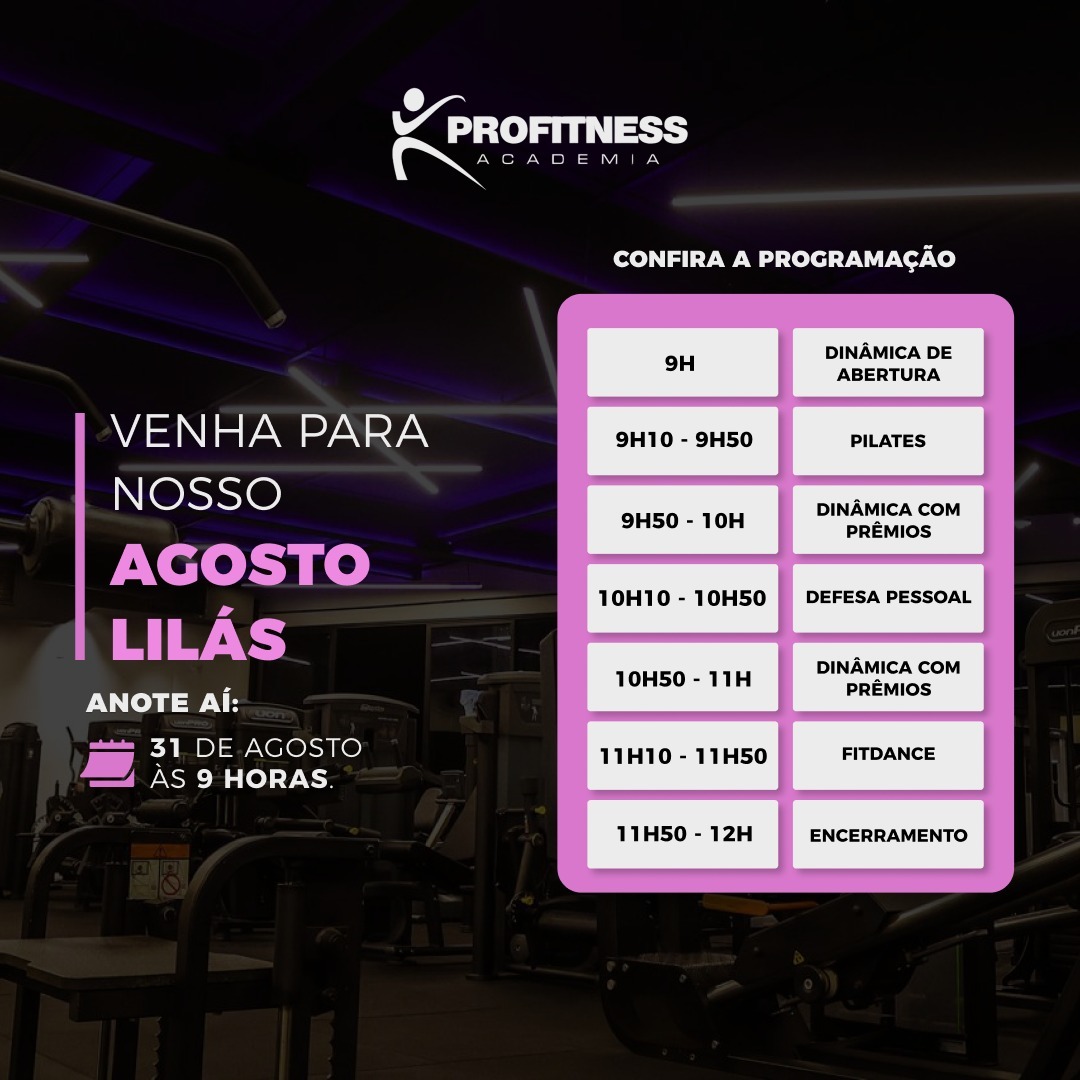 PROFITNESS
ACADEMIA
CONFIRA A PROGRAMAÇÃO
VENHA PARA
NOSSO
AGOSTO
LILÁS
ANOTE AÍ:
31 DE AGOSTO
ÀS 9 HORAS.
9H
DINÂMICA DE
ABERTURA
9H10 - 9H50
PILATES
9H50 - 10H
DINÂMICA COM
PRÊMIOS
10H10 - 10H50
DEFESA PESSOAL
10H50 - 11H
DINÂMICA COM
PRÊMIOS
11H10 - 11H50
FITDANCE
11H50 - 12H
ENCERRAMENTO